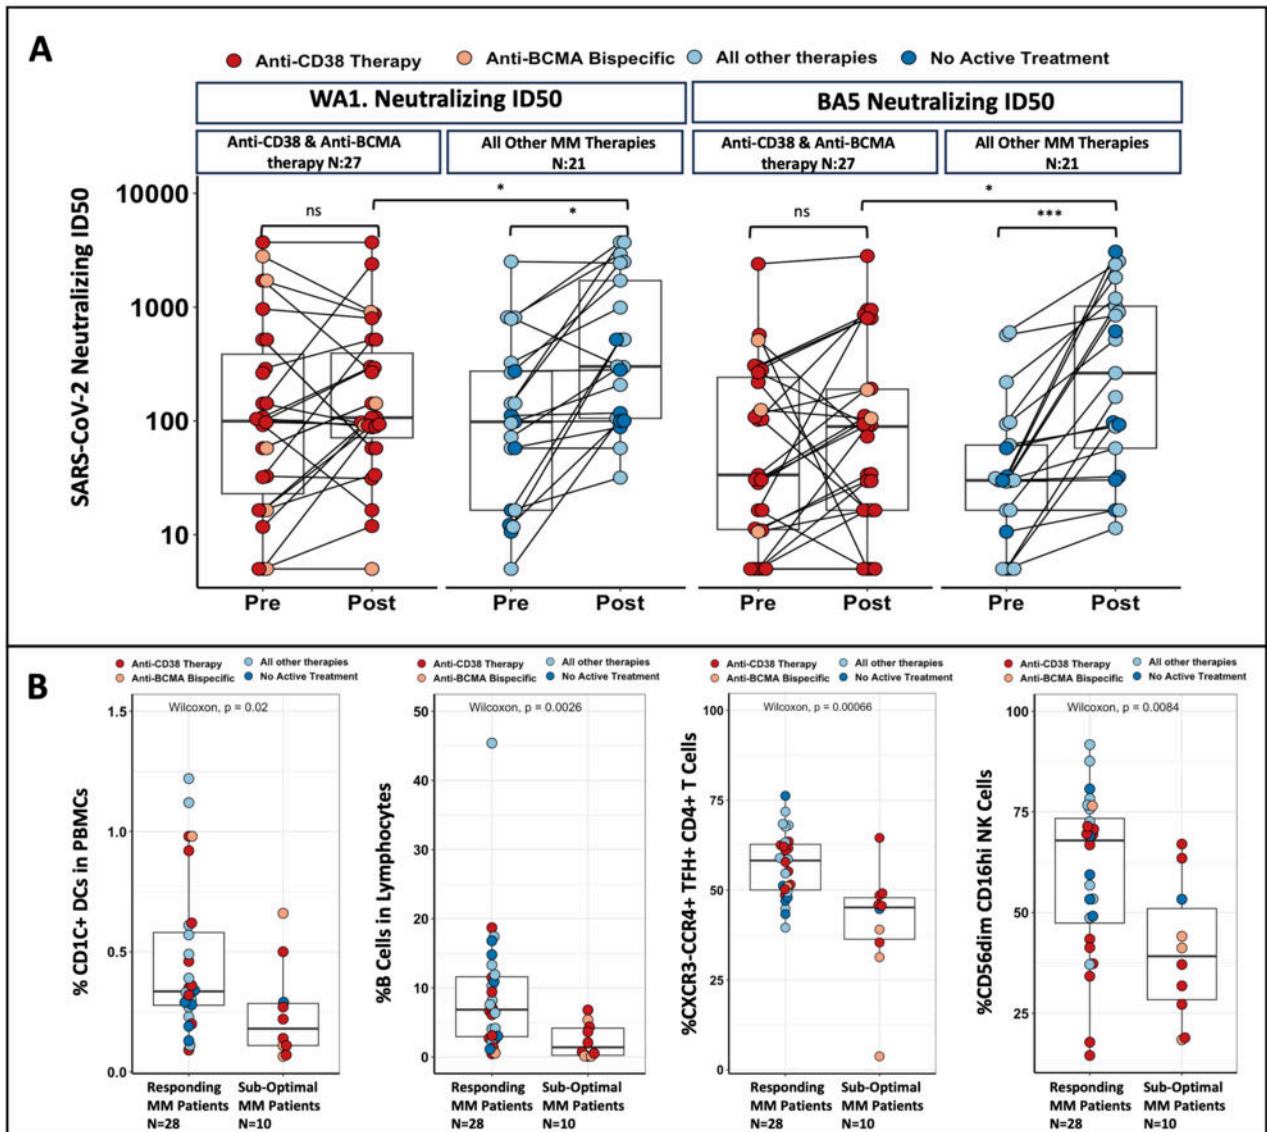 A
Anti-CD38 Therapy Anti-BCMA Bispecific All other therapies No Active Treatment
WA1. Neutralizing ID50 BA5 Neutralizing ID50
Anti-CD38 & Anti-BCMA therapy N:27
All Other MM Therapies N:21
Anti-CD38 & Anti-BCMA therapy N:27
All Other MM Therapies N:21
SARS-CoV-2 Neutralizing ID50
10000
1000
100
10
ns * * ns * ***
Pre Post Pre Post Pre Post Pre Post
B
Anti-CD38 Therapy All other therapies
Anti-BCMA Bispecific No Active Treatment
Wilcoxon, p = 0.02
% CD1C+ DCs in PBMCs
1.5
1.0
0.5
0.0
Responding MM Patients N=28
Sub-Optimal MM Patients N=10
Anti-CD38 Therapy All other therapies
Anti-BCMA Bispecific No Active Treatment
Wilcoxon, p = 0.0026
%B Cells in Lymphocytes
50
40
30
20
10
0
Responding MM Patients N=28
Sub-Optimal MM Patients N=10
Anti-CD38 Therapy All other therapies
Anti-BCMA Bispecific No Active Treatment
Wilcoxon, p = 0.00066
%CXCR3-CCR4+ TFH+ CD4+ T Cells
100
75
50
25
0
Responding MM Patients N=28
Sub-Optimal MM Patients N=10
Anti-CD38 Therapy All other therapies
Anti-BCMA Bispecific No Active Treatment
Wilcoxon, p = 0.0084
%CD56dim CD16hi NK Cells
100
75
50
25
Responding MM Patients N=28
Sub-Optimal MM Patients N=10